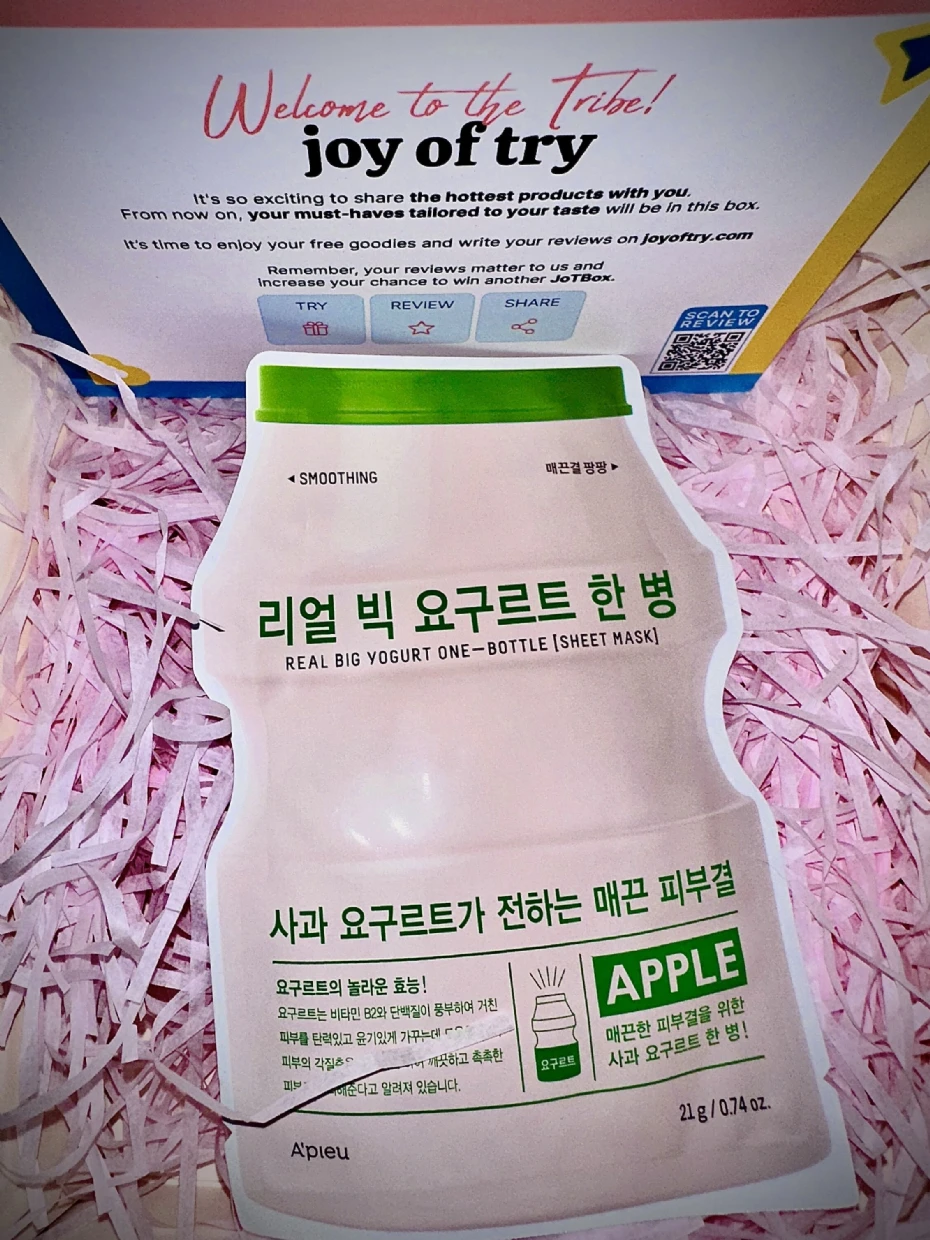 Welcome to the Tribe!
joy of try
It's so exciting to share the hottest products with you.
From now on, your must-haves tailored to your taste will be in this box.
It's time to enjoy your free goodies and write your reviews on joyoftry.com
Remember, your reviews matter to us and
increase your chance to win another JoTBox.
TRY
REVIEW
SHARE
SCAN TO
REVIEW
◂ SMOOTHING
매끈결 팡팡 ▸
리얼 빅 요구르트 한 병
REAL BIG YOGURT ONE-BOTTLE [SHEET MASK]
사과 요구르트가 전하는 매끈 피부결
요구르트의 놀라운 효능!
요구르트는 비타민 B2와 단백질이 풍부하여 거친
피부를 탄력있고 윤기있게 가꾸는데
피부의 깨끗하고 촉촉한
알려져 있습니다.
요구르트
APPLE
매끈한 피부결을 위한
사과 요구르트 한 병!
21g / 0.74 oz.
A'pieu